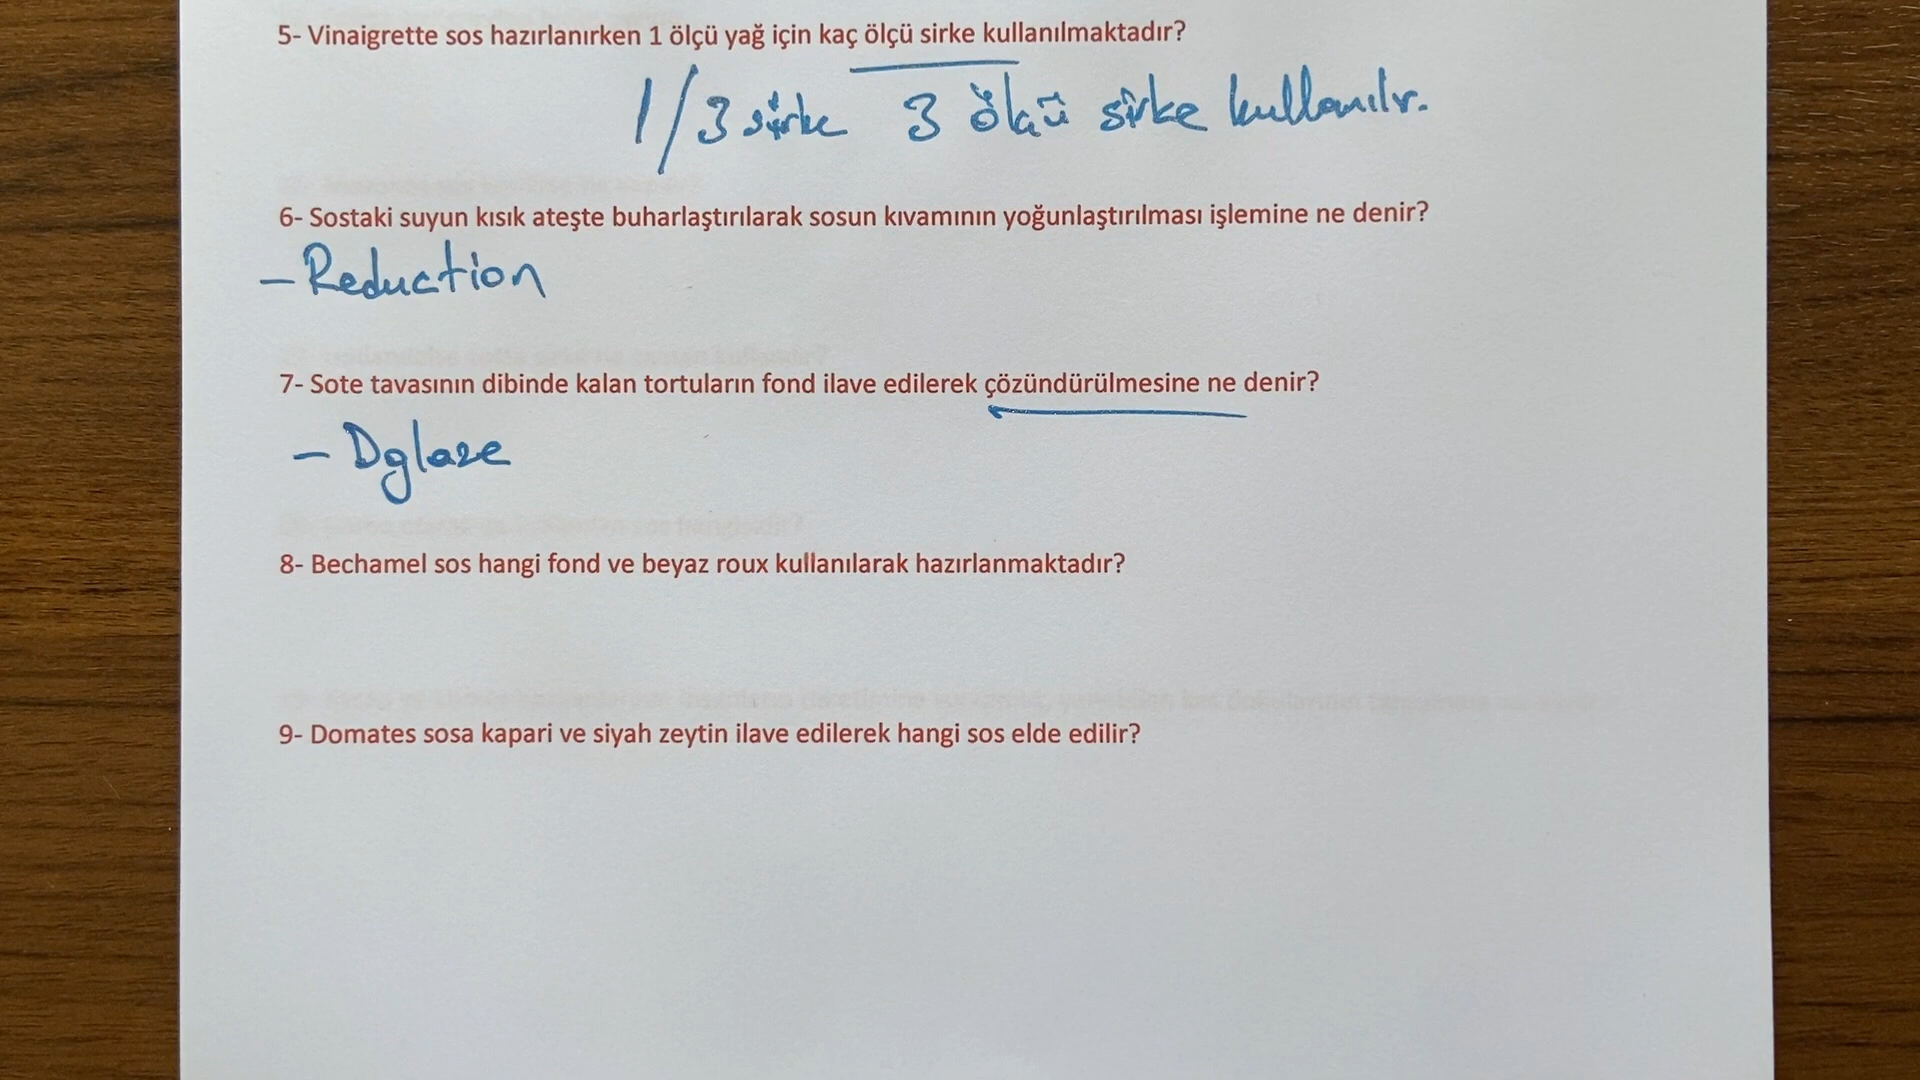 5- Vinaigrette sos hazırlanırken 1 ölçü yağ için kaç ölçü sirke kullanılmaktadır?
1/3 sirke 3 ölçü sirke kullanılır.
6- Sostaki suyun kısık ateşte buharlaştırılarak sosun kıvamının yoğunlaştırılması işlemine ne denir?
- Reduction
7- Sote tavasının dibinde kalan tortuların fond ilave edilerek çözündürülmesine ne denir?
- Dglaze
8- Bechamel sos hangi fond ve beyaz roux kullanılarak hazırlanmaktadır?
9- Domates sosa kapari ve siyah zeytin ilave edilerek hangi sos elde edilir?